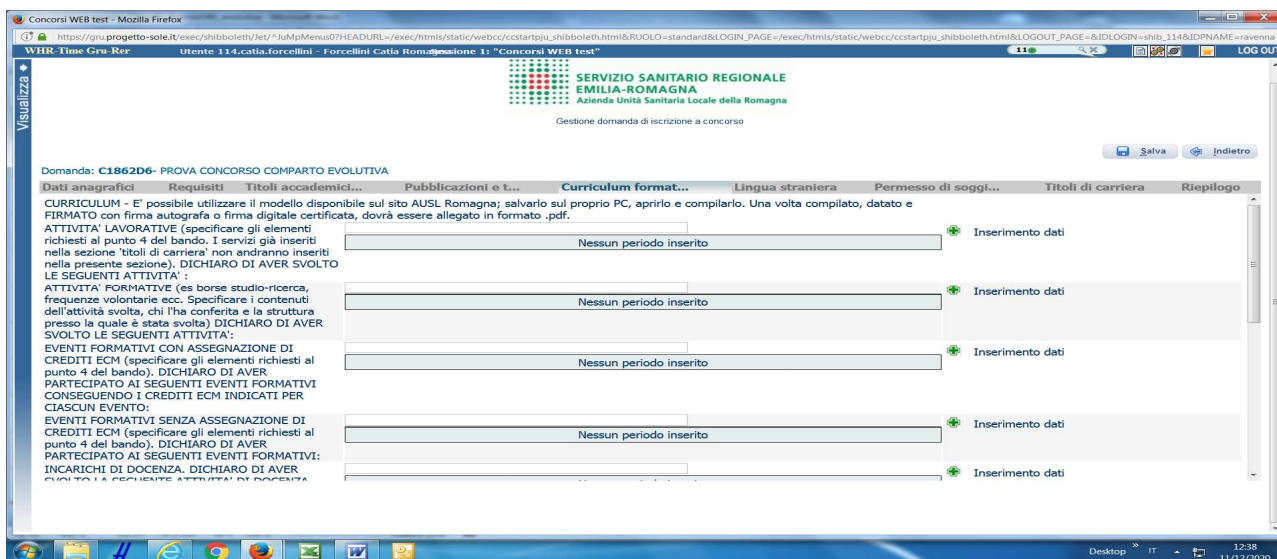 Concorsi WEB test - Mozilla Firefox
https://gru.progetto-sole.it/exec/shibboleth/Jet/^JuMpMenus0?HEADURL=/exec/htmls/static/webcc/ccstartpju_shibboleth.html&RUOLO=standard&LOGIN_PAGE=/exec/htmls/static/webcc/ccstartpju_shibboleth.html&LOGOUT_PAGE=&IDLOGIN=shib_114&IDPNAME=ravenna
WHR-Time Gru-Rer Utente 114.catia.forcellini - Forcellini Catia Sessione 1: "Concorsi WEB test" 11 LOG OU
Visualizza
SERVIZIO SANITARIO REGIONALE
EMILIA-ROMAGNA
Azienda Unità Sanitaria Locale della Romagna
Gestione domanda di iscrizione a concorso
Salva Indietro
Domanda: C1862D6- PROVA CONCORSO COMPARTO EVOLUTIVA
Dati anagrafici Requisiti Titoli accademici... Pubblicazioni e t... Curriculum format... Lingua straniera Permesso di soggi... Titoli di carriera Riepilogo
CURRICULUM - E' possibile utilizzare il modello disponibile sul sito AUSL Romagna; salvarlo sul proprio PC, aprirlo e compilarlo. Una volta compilato, datato e
FIRMATO con firma autografa o firma digitale certificata, dovrà essere allegato in formato .pdf.
ATTIVITA' LAVORATIVE (specificare gli elementi
richiesti al punto 4 del bando. I servizi già inseriti
nella sezione 'titoli di carriera' non andranno inseriti
nella presente sezione). DICHIARO DI AVER SVOLTO
LE SEGUENTI ATTIVITA' :
Nessun periodo inserito
Inserimento dati
ATTIVITA' FORMATIVE (es borse studio-ricerca,
frequenze volontarie ecc. Specificare i contenuti
dell'attività svolta, chi l'ha conferita e la struttura
presso la quale è stata svolta) DICHIARO DI AVER
SVOLTO LE SEGUENTI ATTIVITA':
Nessun periodo inserito
Inserimento dati
EVENTI FORMATIVI CON ASSEGNAZIONE DI
CREDITI ECM (specificare gli elementi richiesti al
punto 4 del bando). DICHIARO DI AVER
PARTECIPATO AI SEGUENTI EVENTI FORMATIVI
CONSEGUENDO I CREDITI ECM INDICATI PER
CIASCUN EVENTO:
Nessun periodo inserito
Inserimento dati
EVENTI FORMATIVI SENZA ASSEGNAZIONE DI
CREDITI ECM (specificare gli elementi richiesti al
punto 4 del bando). DICHIARO DI AVER
PARTECIPATO AI SEGUENTI EVENTI FORMATIVI:
Nessun periodo inserito
Inserimento dati
INCARICHI DI DOCENZA. DICHIARO DI AVER
SVOLTO LA SEGUENTE ATTIVITA' DI DOCENZA
Inserimento dati
Desktop IT 12:38
11/12/2020